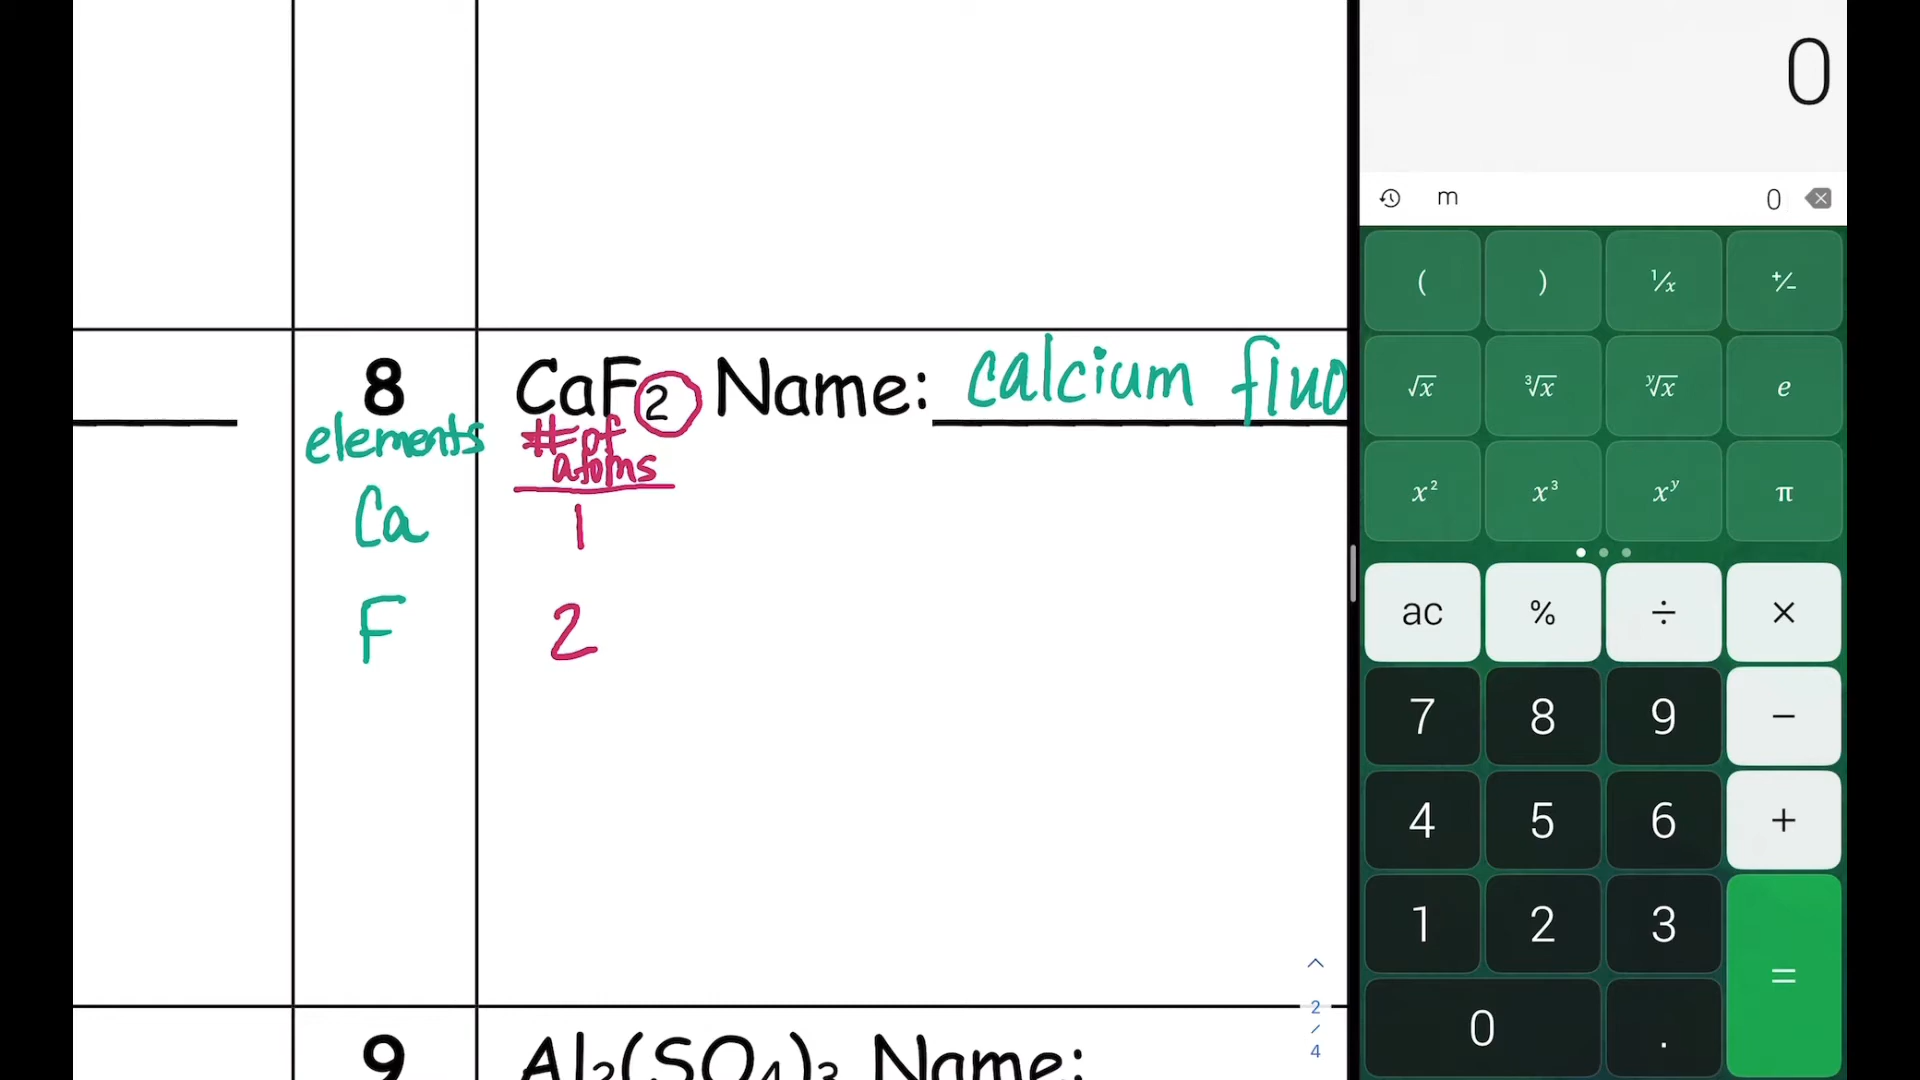 8 CaF₂ Name: calcium fluo
elements # of atoms
Ca 1
F 2
9 Al₂(SO₄)₃ Name:
2
/
4
0
m 0
( ) ¹/x +/-
√x ³√x ʸ√x e
x² x³ xʸ π
ac % ÷ ×
7 8 9 −
4 5 6 +
1 2 3 =
0 .